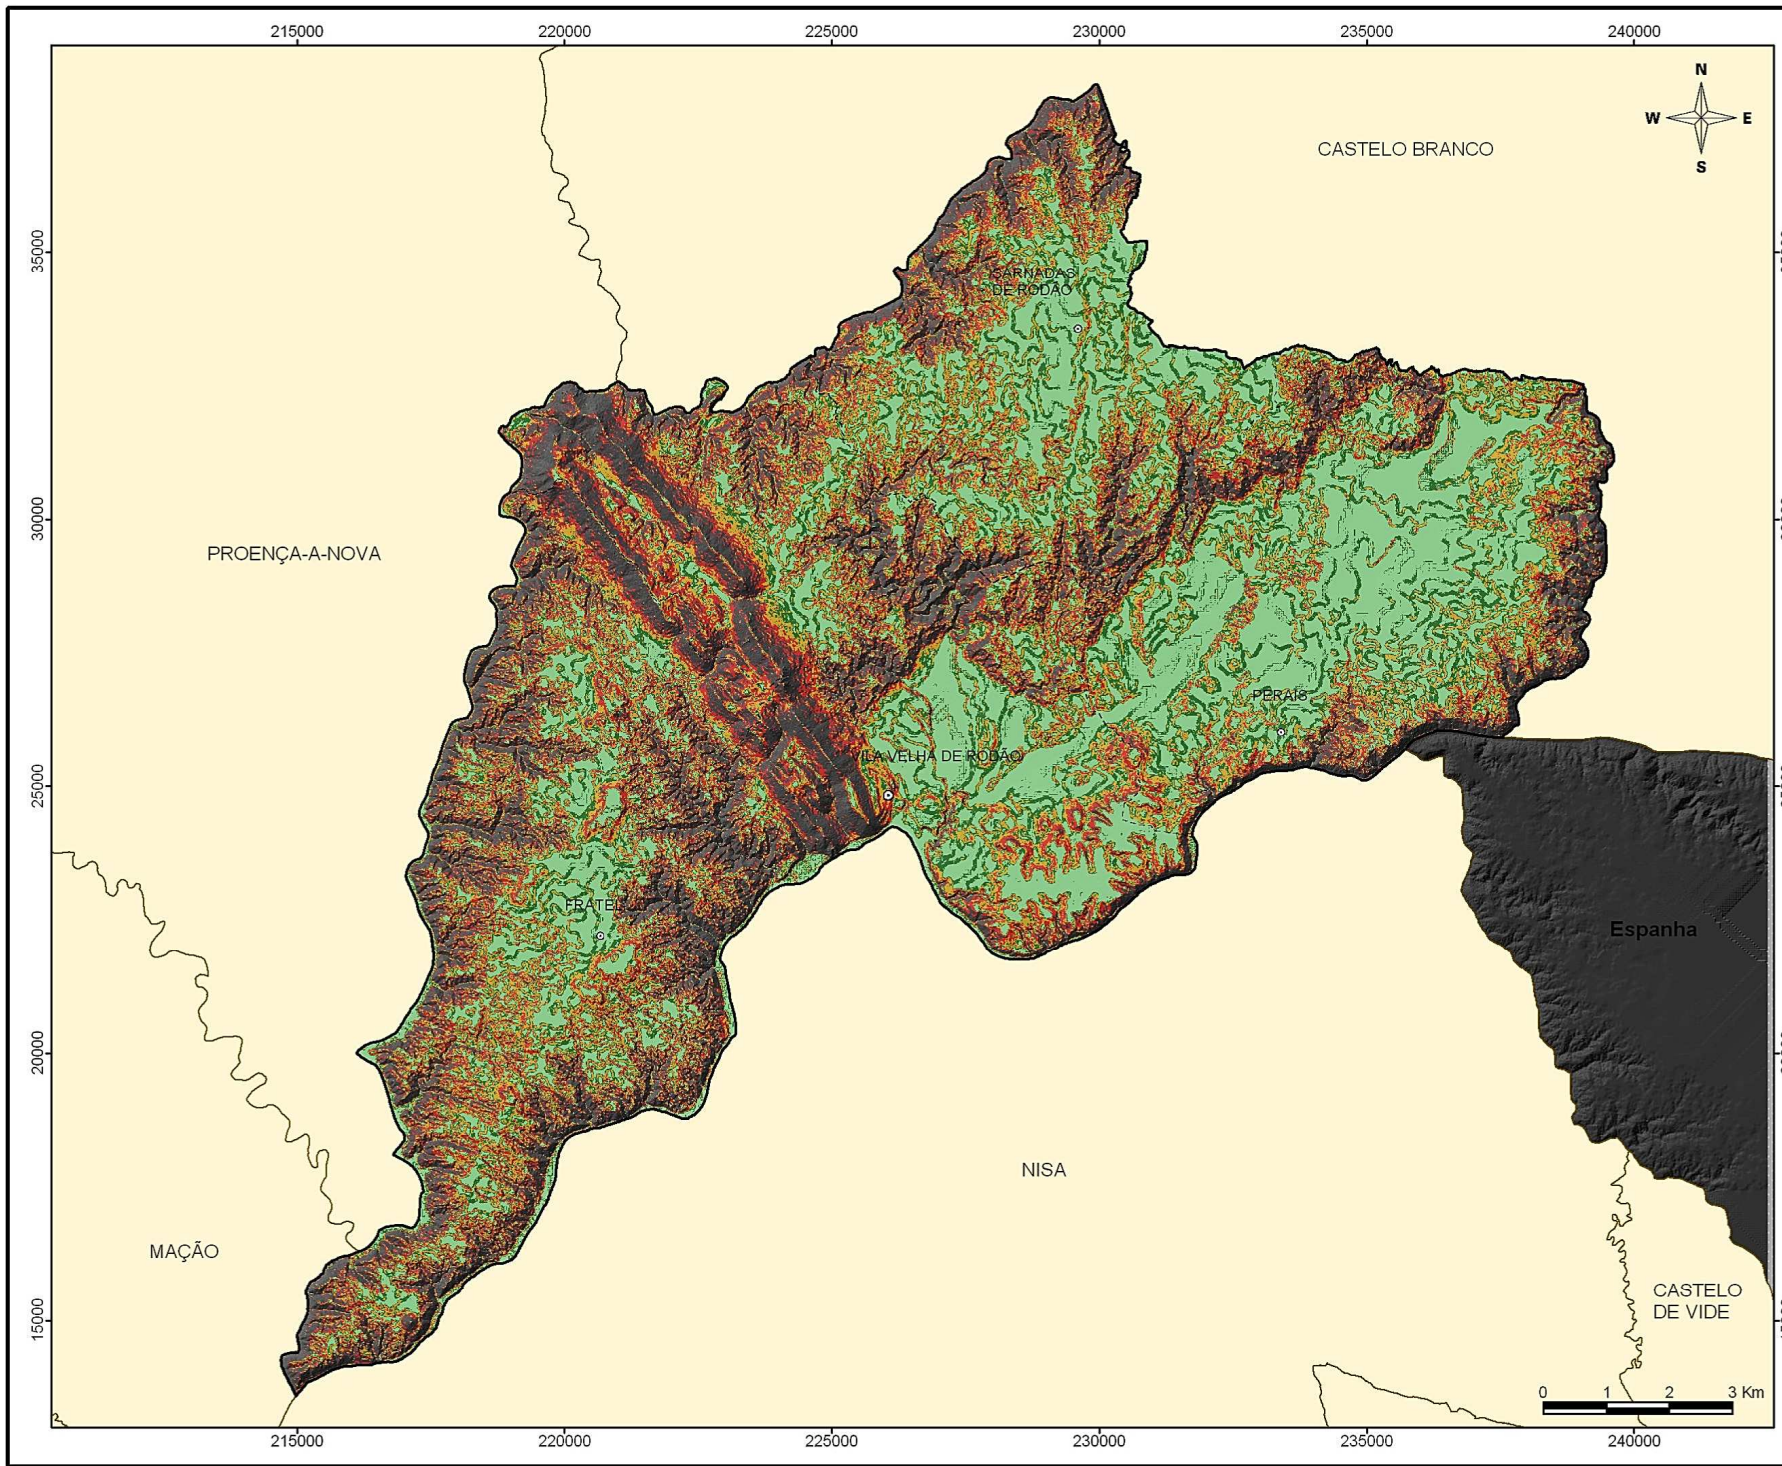 215000
220000
225000
230000
235000
240000
N
W E
S
CASTELO BRANCO
35000
SARNADAS
DE RODÃO
30000
PROENÇA-A-NOVA
PERAIS
VILA VELHA DE RODÃO
25000
FRATEL
Espanha
20000
NISA
MAÇÃO
CASTELO
DE VIDE
15000
0 1 2 3 Km
215000
220000
225000
230000
235000
240000